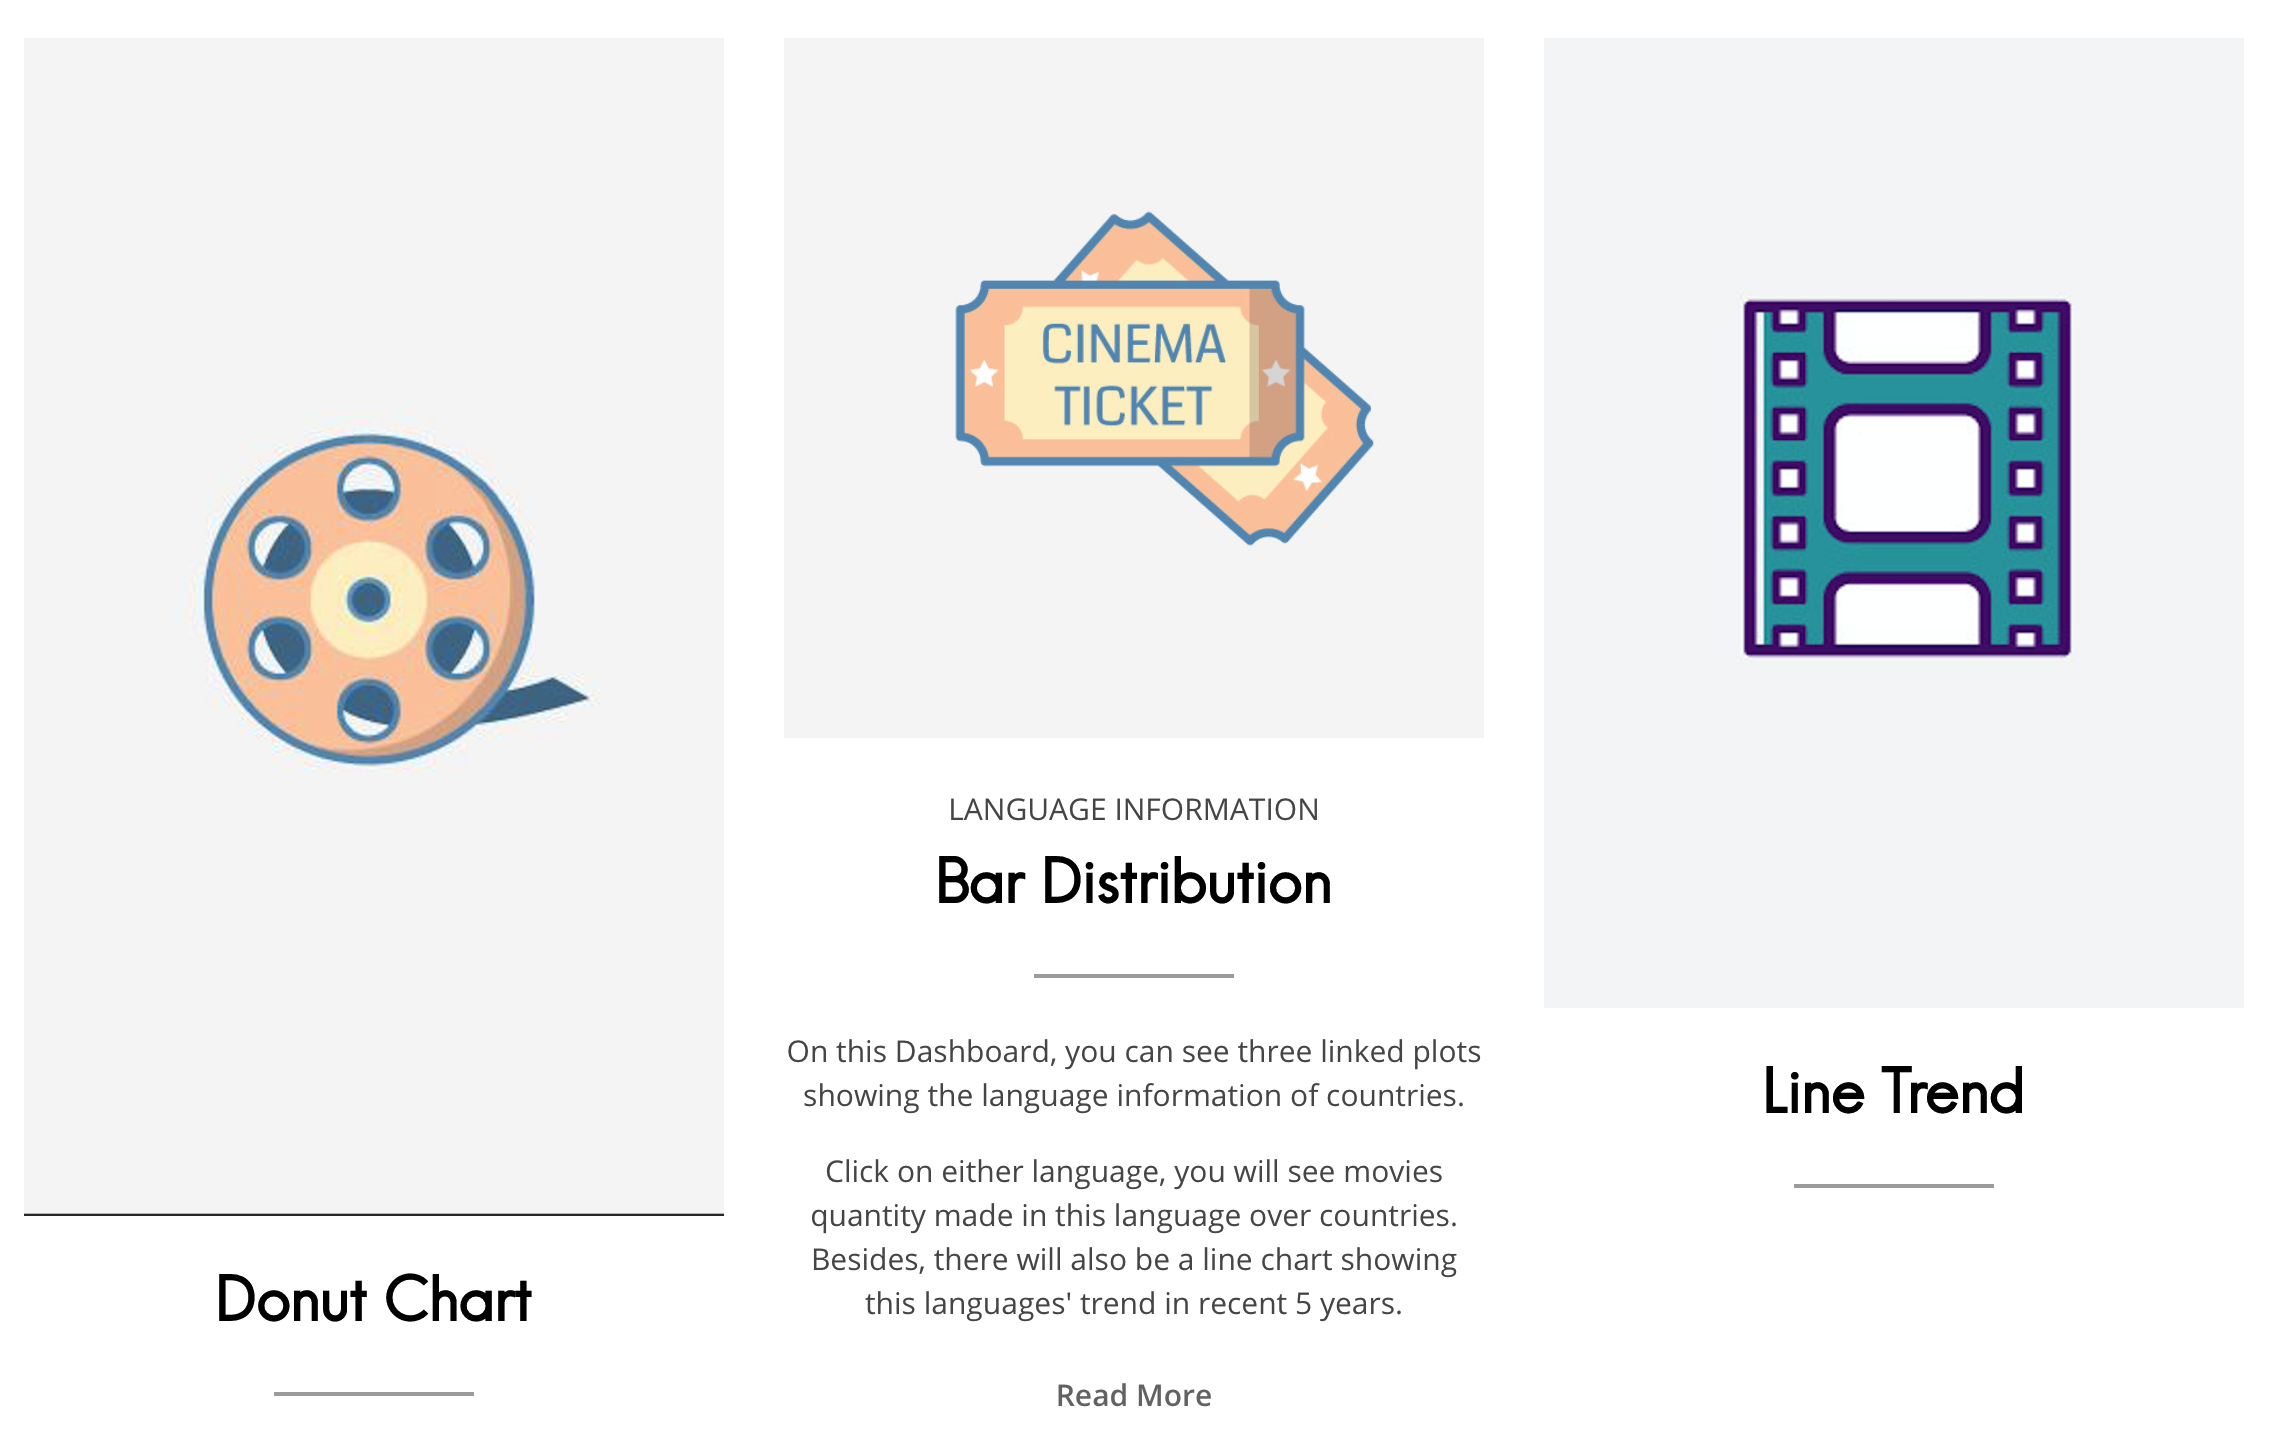 Donut Chart
CINEMA
TICKET
LANGUAGE INFORMATION
Bar Distribution
On this Dashboard, you can see three linked plots
showing the language information of countries.
Click on either language, you will see movies
quantity made in this language over countries.
Besides, there will also be a line chart showing
this languages' trend in recent 5 years.
Read More
Line Trend